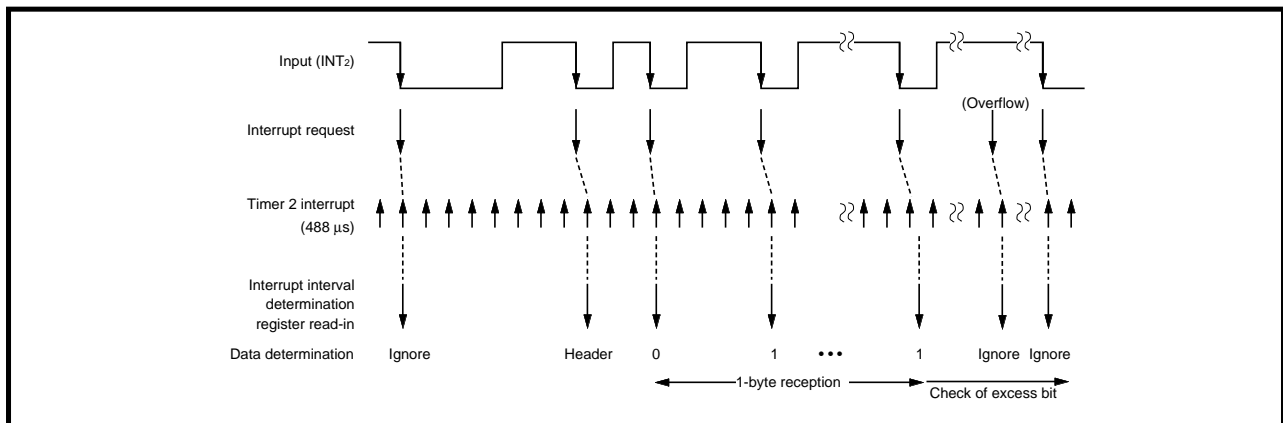 Input (INT2)
(Overflow)
Interrupt request
Timer 2 interrupt
(488 µs)
Interrupt interval
determination
register read-in
Data determination Ignore Header 0 1 ••• 1 Ignore Ignore
1-byte reception
Check of excess bit